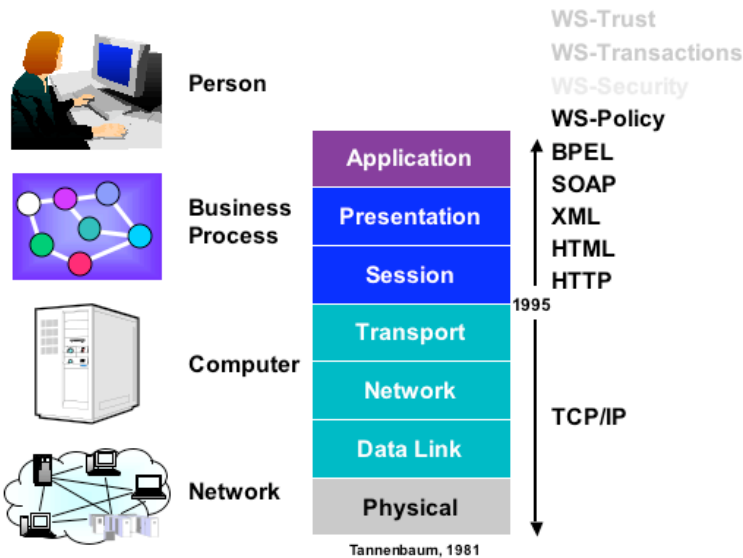 Person
Business
Process
Computer
Network
Application
Presentation
Session
Transport
Network
Data Link
Physical
Tannenbaum, 1981
1995
WS-Trust
WS-Transactions
WS-Security
WS-Policy
BPEL
SOAP
XML
HTML
HTTP
TCP/IP